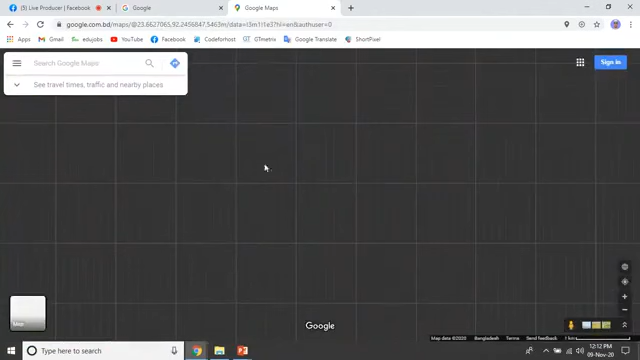 (5) Live Producer | Facebook
Google
Google Maps
google.com.bd/maps/@23.6627065,92.2456847,5463m/data=!3m1!1e3?hl=en&authuser=0
Apps
Gmail
edujobs
YouTube
Facebook
Codeforhost
GTmetrix
Google Translate
ShortPixel
Search Google Maps
Sign in
See travel times, traffic and nearby places
Map
Google
Map data ©2020
Bangladesh
Terms
Send feedback
Type here to search
12:12 PM
09-Nov-20